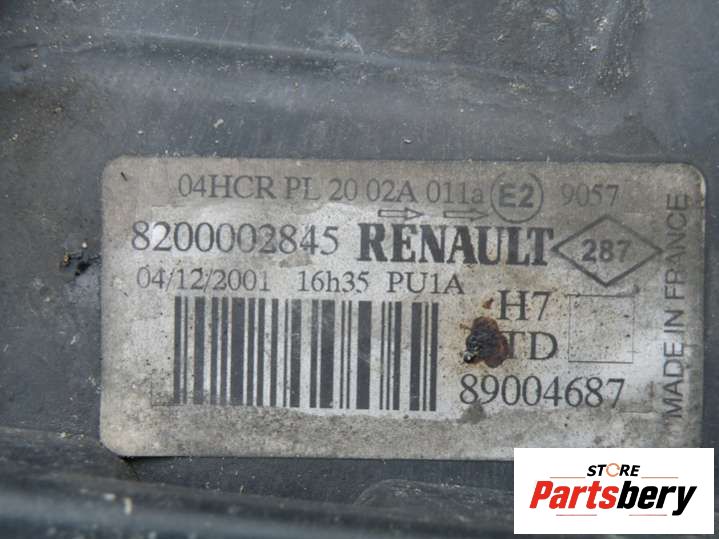 04HCR PL 20 02A 011a E2 9057
8200002845 RENAULT 287
04/12/2001 16h35 PU1A
H7
TD
89004687
MADE IN FRANCE
STORE
Partsbery